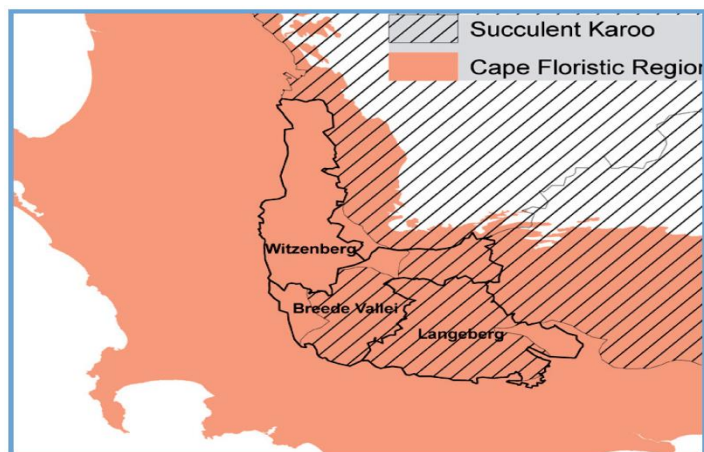 Succulent Karoo
Cape Floristic Region
Witzenberg
Breede Vallei
Langeberg